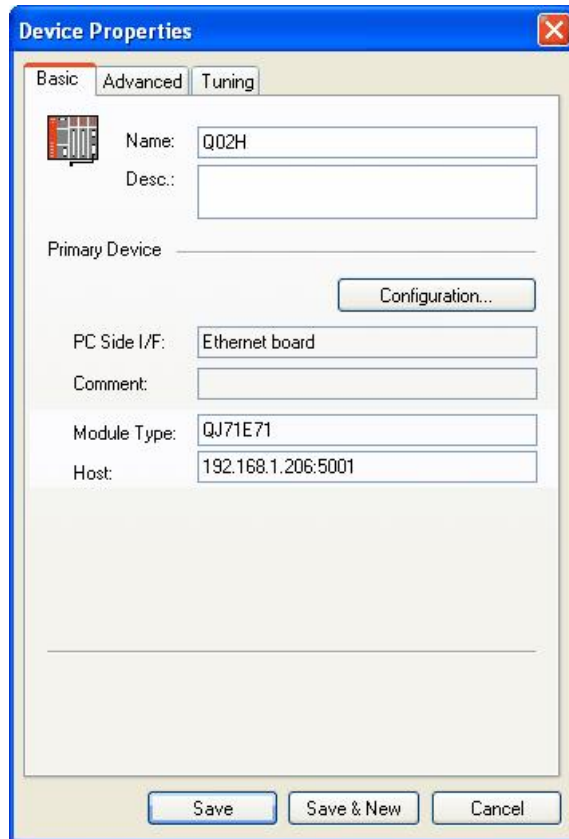 Device Properties
Basic Advanced Tuning
Name: Q02H
Desc.:
Primary Device
Configuration...
PC Side I/F: Ethernet board
Comment:
Module Type: QJ71E71
Host: 192.168.1.206:5001
Save Save & New Cancel